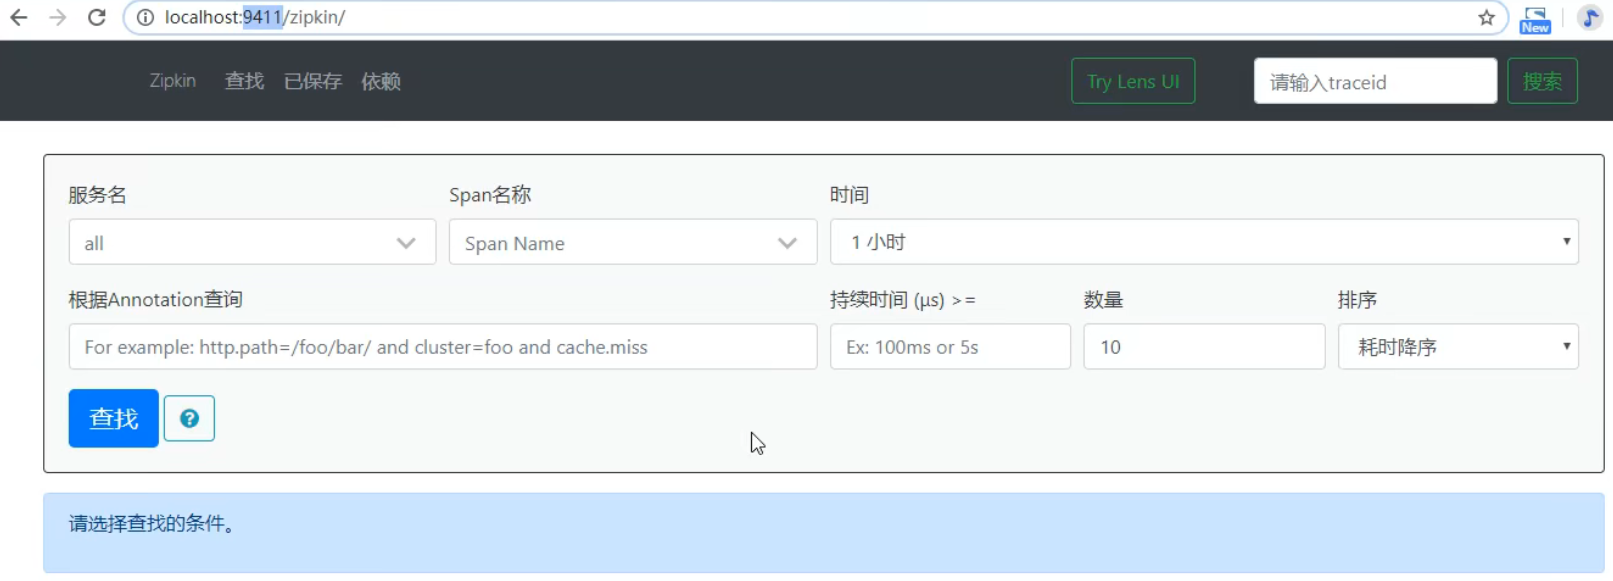 localhost:9411/zipkin/
New
Zipkin 查找 已保存 依赖 Try Lens UI 请输入traceid 搜索
服务名 Span名称 时间
all Span Name 1 小时
根据Annotation查询 持续时间 (μs) >= 数量 排序
For example: http.path=/foo/bar/ and cluster=foo and cache.miss Ex: 100ms or 5s 10 耗时降序
查找 ?
请选择查找的条件。